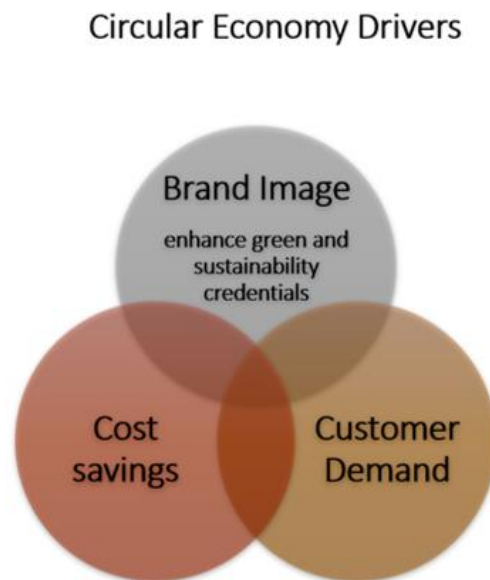 Circular Economy Drivers
Brand Image
enhance green and
sustainability
credentials
Cost
savings
Customer
Demand